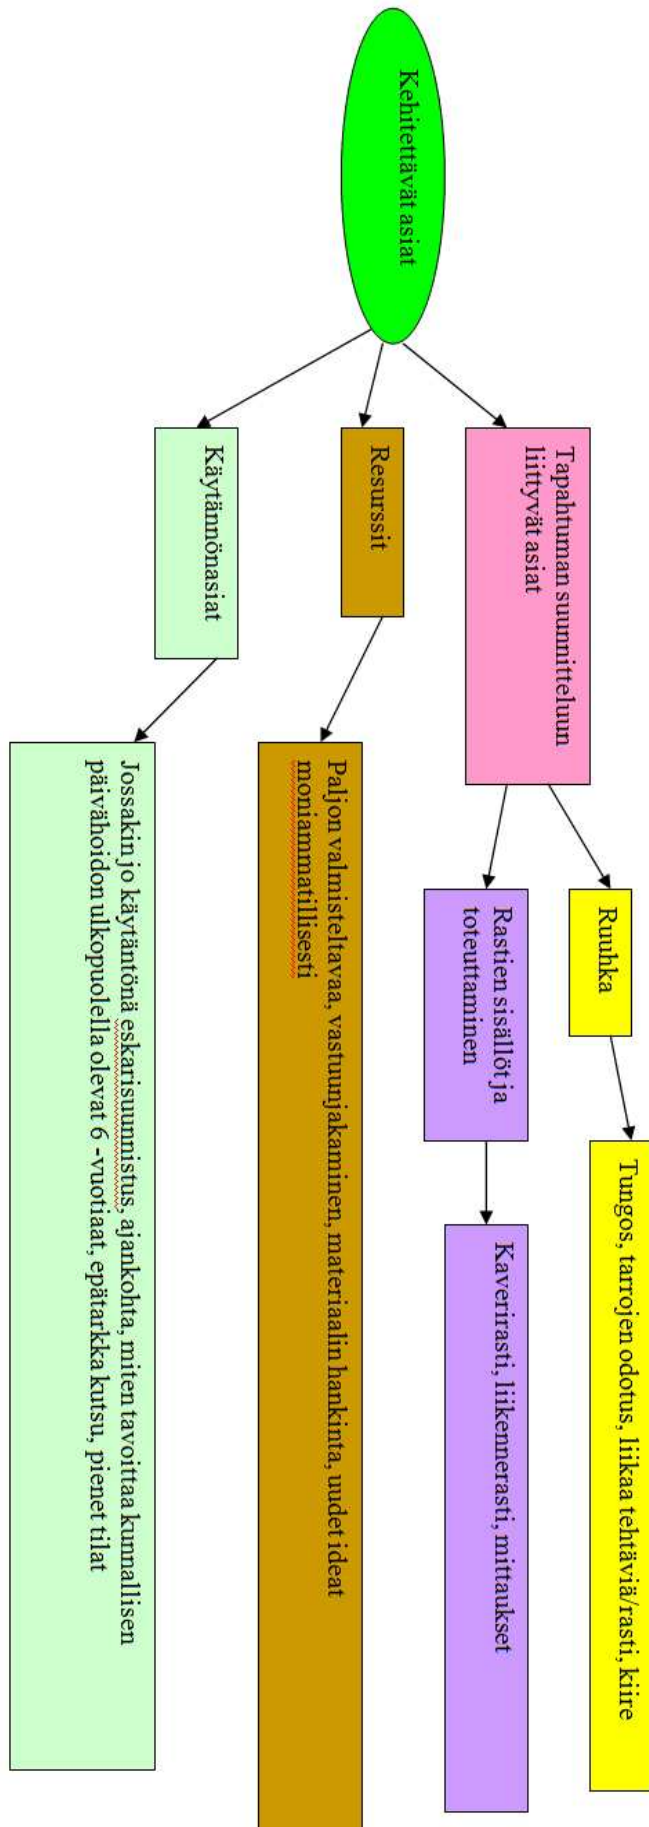 Kehitettävät asiat
Tapahtuman suunnitteluun
liittyvät asiat
Ruuhka
Tungos, tarrojen odotus, liikaa tehtäviä/rasti, kiire
Rastien sisällöt ja
toteuttaminen
Kaverirasti, liikennerasti, mittaukset
Resurssit
Paljon valmisteltavaa, vastuunjakaminen, materiaalin hankinta, uudet ideat
moniammatillisesti
Käytännönasiat
Jossakin jo käytäntönä eskarisuunnistus, ajankohta, miten tavoittaa kunnallisen
päivähoidon ulkopuolella olevat 6 -vuotiaat, epätarkka kutsu, pienet tilat